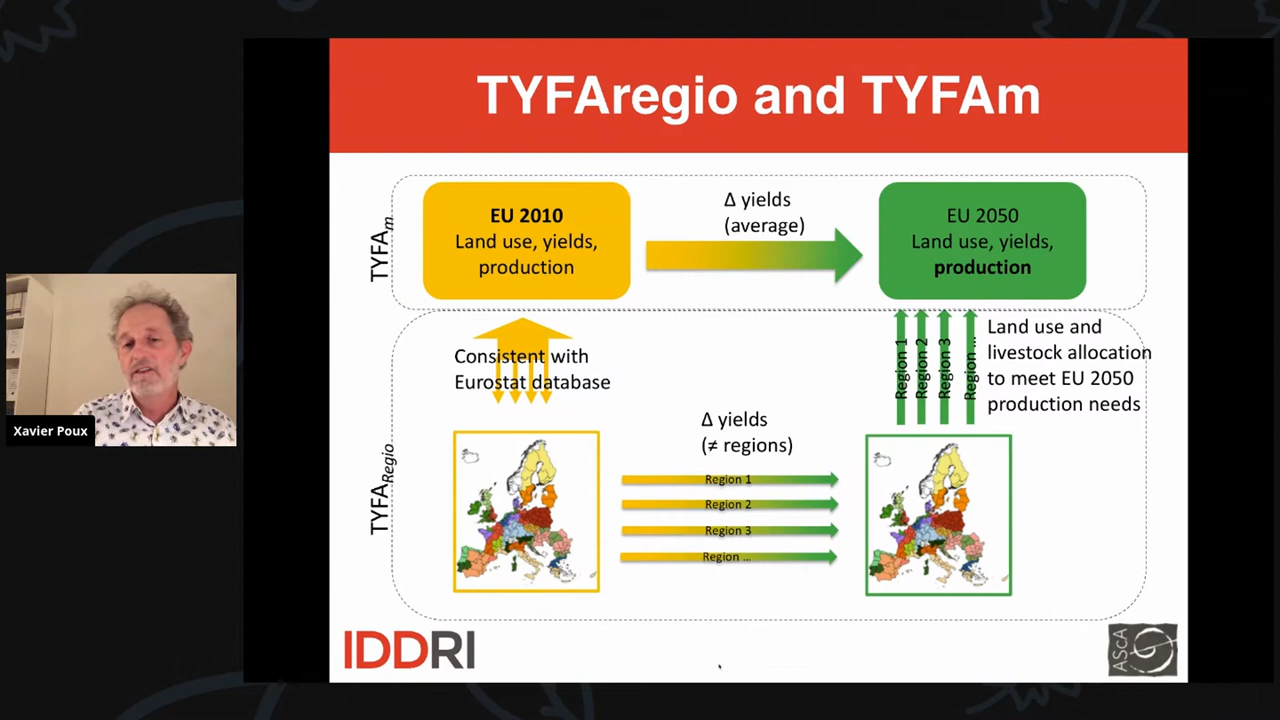 TYFAregio and TYFAm
TYFAm
EU 2010
Land use, yields,
production
Δ yields
(average)
EU 2050
Land use, yields,
production
Consistent with
Eurostat database
Region 1
Region 2
Region 3
Region ...
Land use and
livestock allocation
to meet EU 2050
production needs
TYFARegio
Δ yields
(≠ regions)
Region 1
Region 2
Region 3
Region ...
Xavier Poux
IDDRI
ASCA